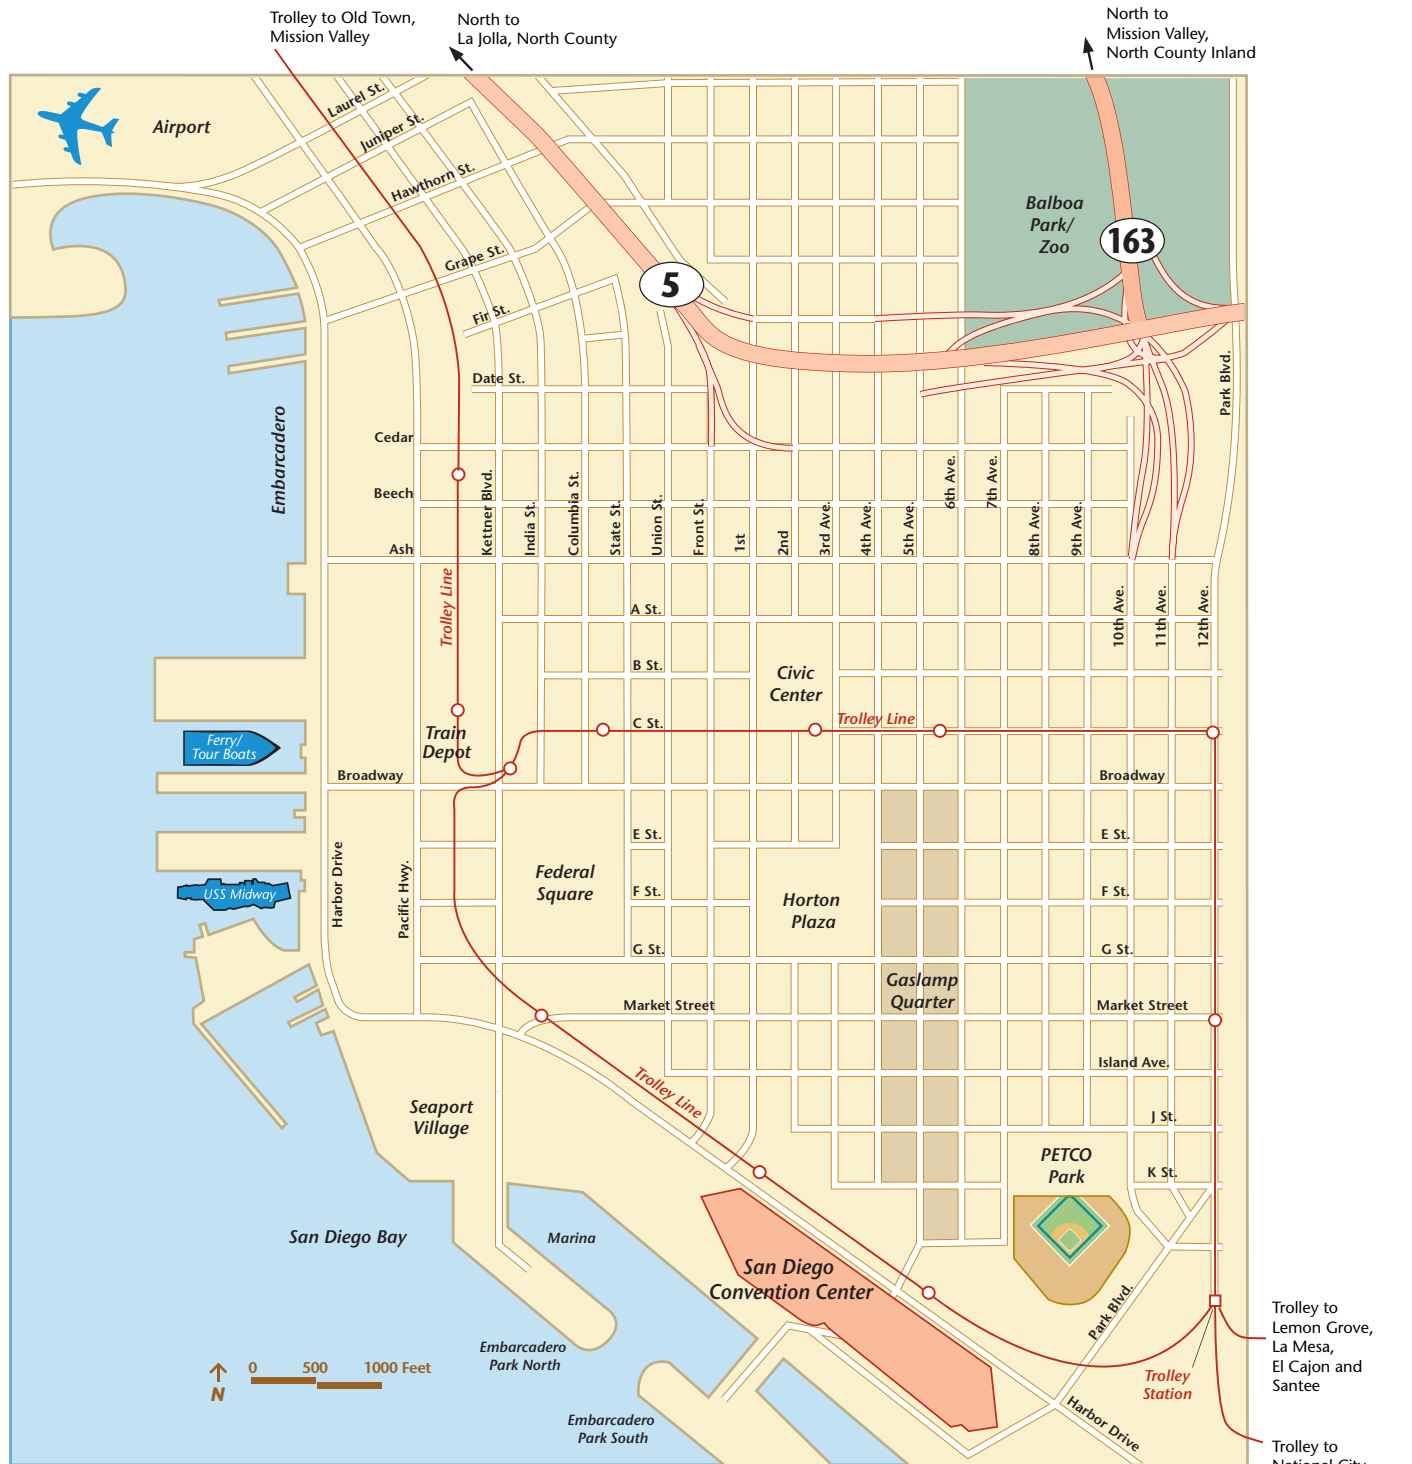 Trolley to Old Town,
Mission Valley
North to
La Jolla, North County
North to
Mission Valley,
North County Inland
Airport
Laurel St.
Juniper St.
Hawthorn St.
Grape St.
Fir St.
Date St.
Balboa
Park/
Zoo
163
5
Park Blvd.
Embarcadero
Cedar
Beech
Ash
Kettner Blvd.
India St.
Columbia St.
State St.
Union St.
Front St.
1st
2nd
3rd Ave.
4th Ave.
5th Ave.
6th Ave.
7th Ave.
8th Ave.
9th Ave.
10th Ave.
11th Ave.
12th Ave.
Trolley Line
A St.
B St.
C St.
Civic
Center
Trolley Line
Train
Depot
Ferry/
Tour Boats
Broadway
Broadway
Harbor Drive
Pacific Hwy.
USS Midway
Federal
Square
E St.
F St.
G St.
Horton
Plaza
E St.
F St.
G St.
Gaslamp
Quarter
Market Street
Market Street
Island Ave.
J St.
K St.
Trolley Line
Seaport
Village
PETCO
Park
San Diego Bay
Marina
San Diego
Convention Center
Park Blvd.
Embarcadero
Park North
Embarcadero
Park South
0 500 1000 Feet
N
Trolley
Station
Harbor Drive
Trolley to
Lemon Grove,
La Mesa,
El Cajon and
Santee
Trolley to
National City